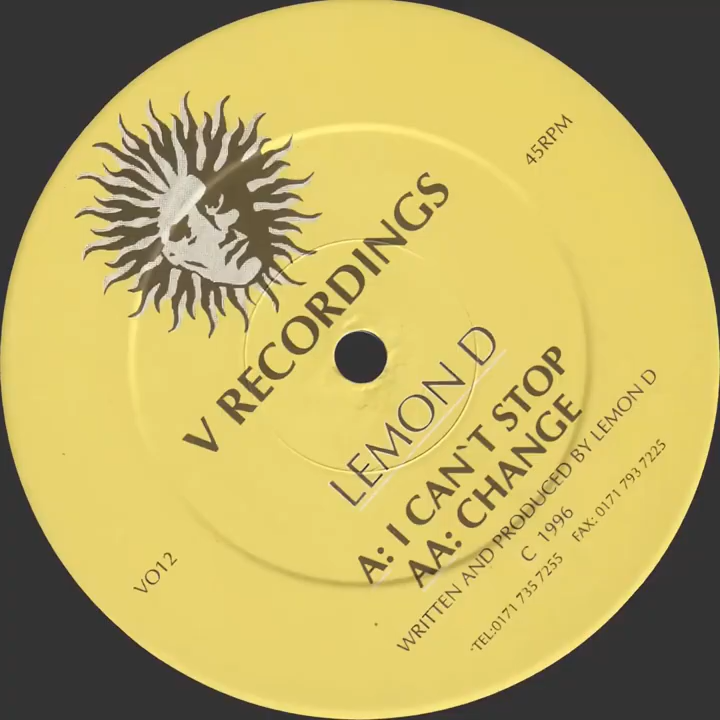 45RPM
V RECORDINGS
LEMON D
A: I CAN`T STOP
AA: CHANGE
WRITTEN AND PRODUCED BY LEMON D
C 1996
TEL:0171 735 7255 FAX: 0171 793 7225
VO12